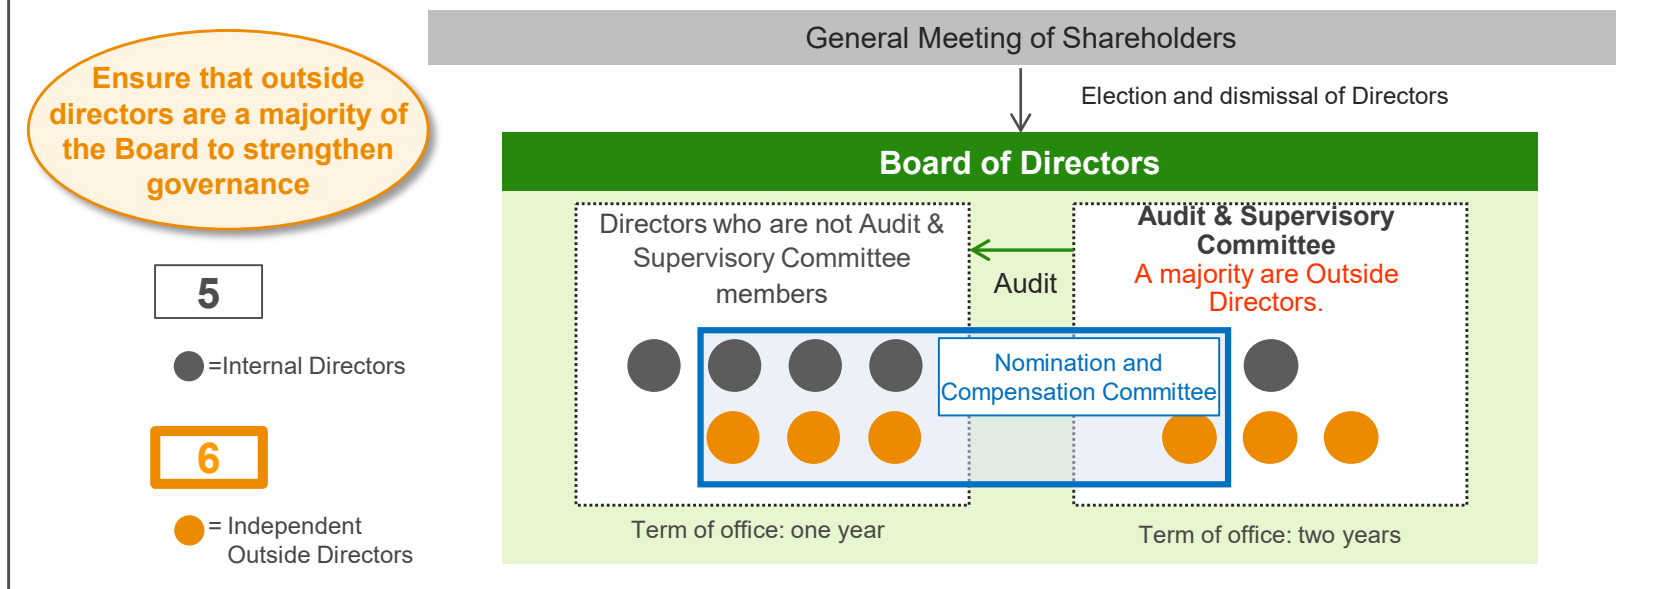 General Meeting of Shareholders
Ensure that outside
directors are a majority of
the Board to strengthen
governance
Election and dismissal of Directors
Board of Directors
Directors who are not Audit &
Supervisory Committee
members
Audit
Audit & Supervisory
Committee
A majority are Outside
Directors.
5
=Internal Directors
Nomination and
Compensation Committee
6
= Independent
Outside Directors
Term of office: one year
Term of office: two years